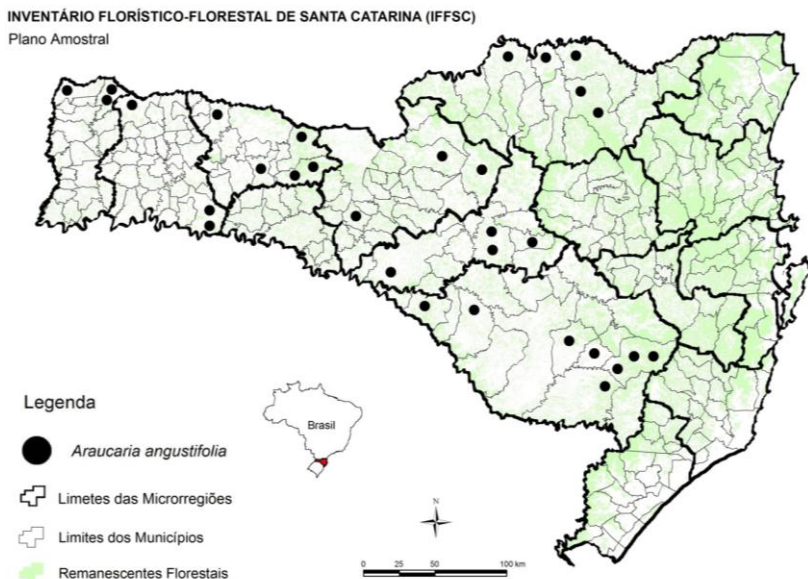 INVENTÁRIO FLORÍSTICO-FLORESTAL DE SANTA CATARINA (IFFSC)
Plano Amostral
Legenda
Araucaria angustifolia
Limetes das Microrregiões
Limites dos Municípios
Remanescentes Florestais
Brasil
N
0 25 50 100 km